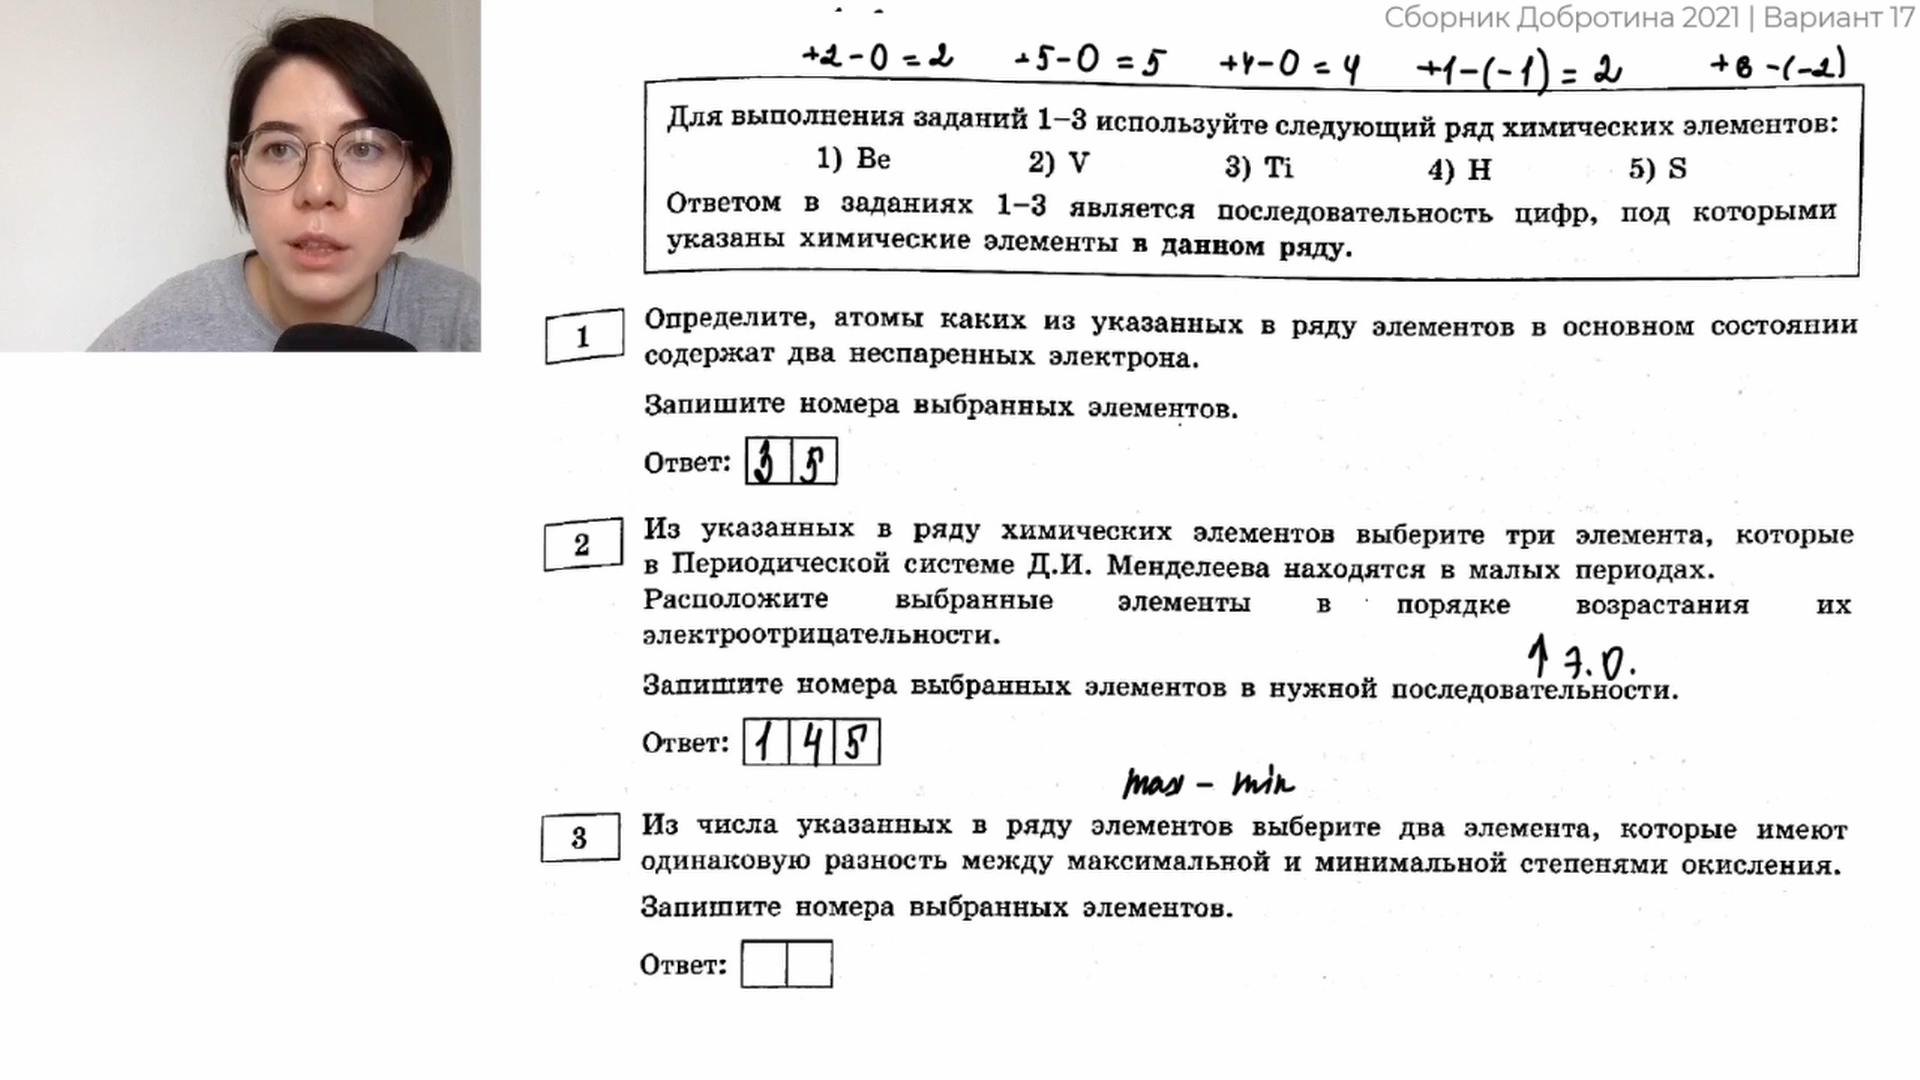 Сборник Добротина 2021 | Вариант 17
+2-0=2 +5-0=5 +4-0=4 +1-(-1)=2 +6-(-2)
Для выполнения заданий 1–3 используйте следующий ряд химических элементов:
1) Be 2) V 3) Ti 4) H 5) S
Ответом в заданиях 1–3 является последовательность цифр, под которыми
указаны химические элементы в данном ряду.
1 Определите, атомы каких из указанных в ряду элементов в основном состоянии
содержат два неспаренных электрона.
Запишите номера выбранных элементов.
Ответ: 3 5
2 Из указанных в ряду химических элементов выберите три элемента, которые
в Периодической системе Д.И. Менделеева находятся в малых периодах.
Расположите выбранные элементы в порядке возрастания их
электроотрицательности.
↑ Э.О.
Запишите номера выбранных элементов в нужной последовательности.
Ответ: 1 4 5
max – min
3 Из числа указанных в ряду элементов выберите два элемента, которые имеют
одинаковую разность между максимальной и минимальной степенями окисления.
Запишите номера выбранных элементов.
Ответ: